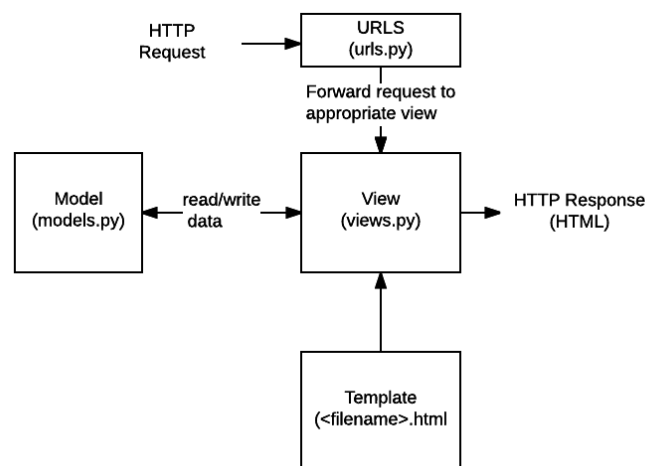 HTTP
Request
URLS
(urls.py)
Forward request to
appropriate view
Model
(models.py)
read/write
data
View
(views.py)
HTTP Response
(HTML)
Template
(<filename>.html